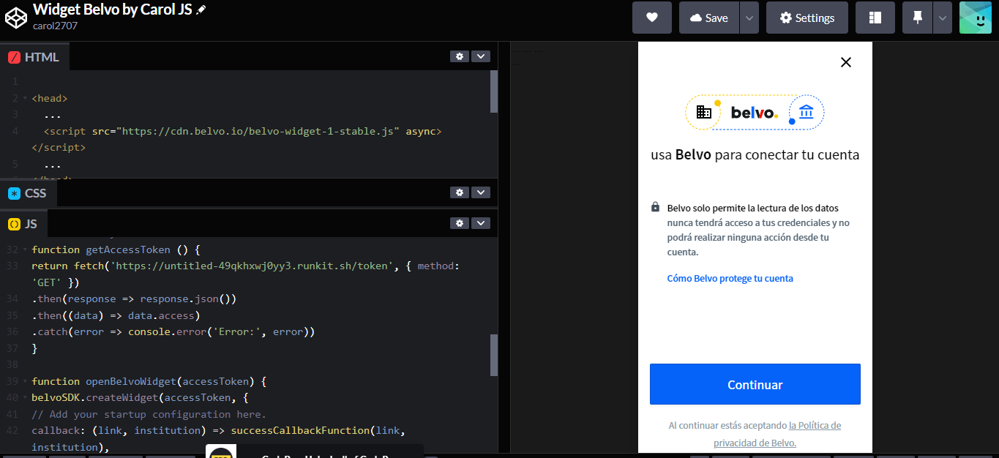 Widget Belvo by Carol JS
carol2707
Save
Settings
HTML
1
2 <head>
3 ...
4 <script src="https://cdn.belvo.io/belvo-widget-1-stable.js" async>
</script>
5 ...
</head>
CSS
JS
32 function getAccessToken () {
33 return fetch('https://untitled-49qkhxwj0yy3.runkit.sh/token', { method:
'GET' })
34 .then(response => response.json())
35 .then((data) => data.access)
36 .catch(error => console.error('Error:', error))
37 }
38
39 function openBelvoWidget(accessToken) {
40 belvoSDK.createWidget(accessToken, {
41 // Add your startup configuration here.
42 callback: (link, institution) => successCallbackFunction(link,
institution),
belvo.
usa Belvo para conectar tu cuenta
Belvo solo permite la lectura de los datos
nunca tendrá acceso a tus credenciales y no
podrá realizar ninguna acción desde tu
cuenta.
Cómo Belvo protege tu cuenta
Continuar
Al continuar estás aceptando la Política de
privacidad de Belvo.